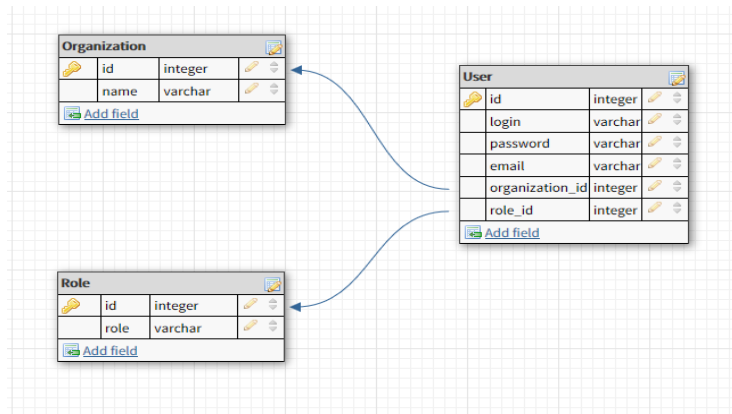 Organization
id integer
name varchar
Add field
User
id integer
login varchar
password varchar
email varchar
organization_id integer
role_id integer
Add field
Role
id integer
role varchar
Add field